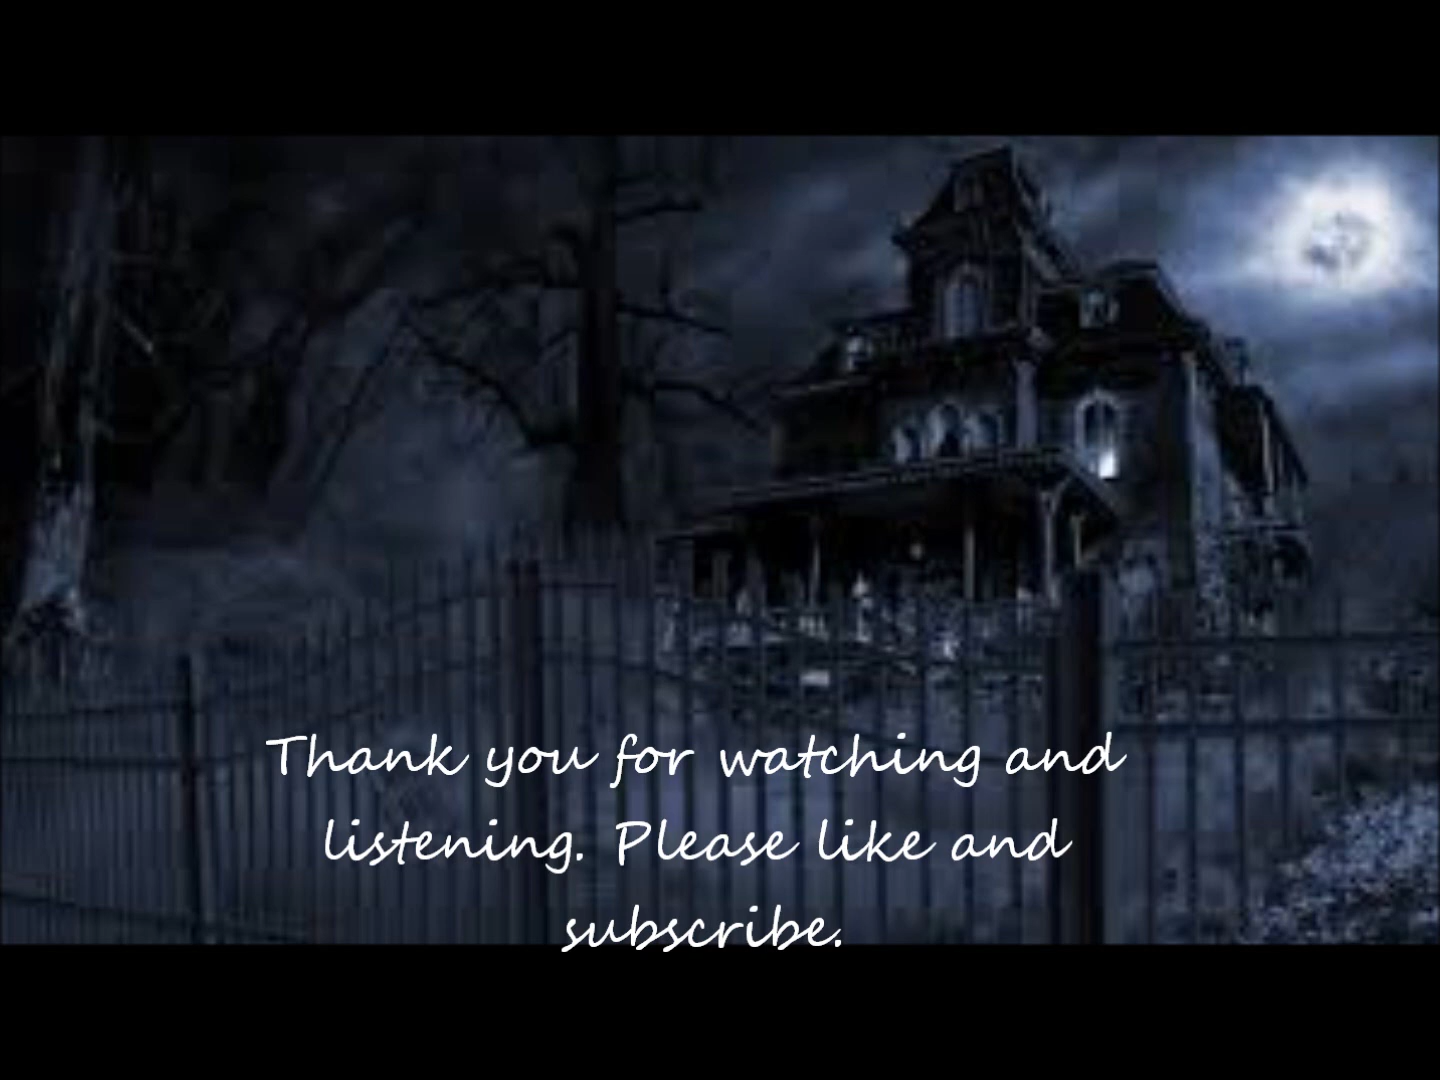 Thank you for watching and
listening. Please like and
subscribe.